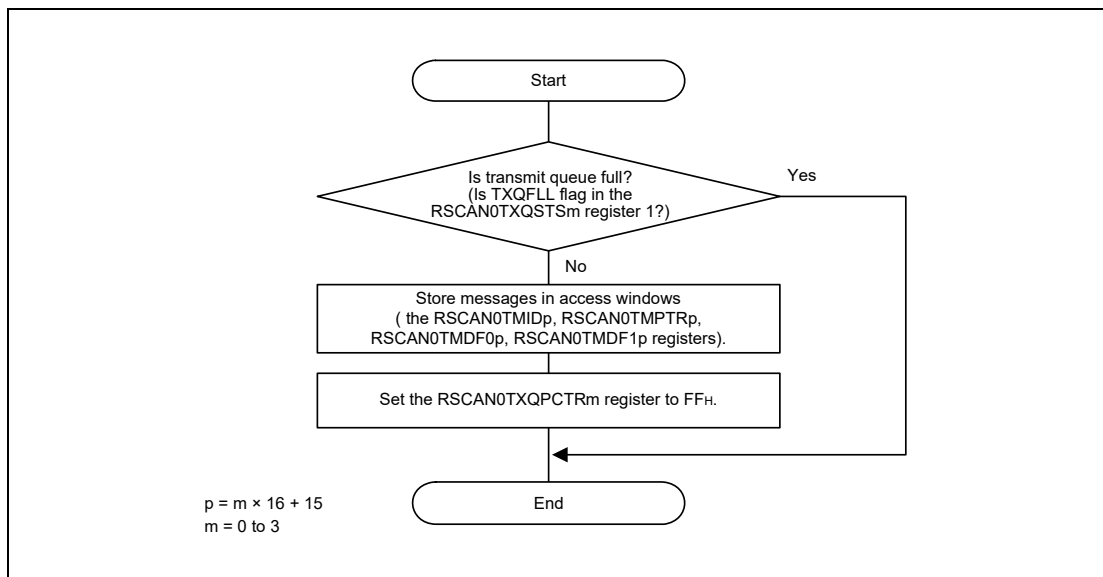 Start
Is transmit queue full?
(Is TXQFLL flag in the
RSCAN0TXQSTSm register 1?)
Yes
No
Store messages in access windows
( the RSCAN0TMIDp, RSCAN0TMPTRp,
RSCAN0TMDF0p, RSCAN0TMDF1p registers).
Set the RSCAN0TXQPCTRm register to FFH.
End
p = m × 16 + 15
m = 0 to 3